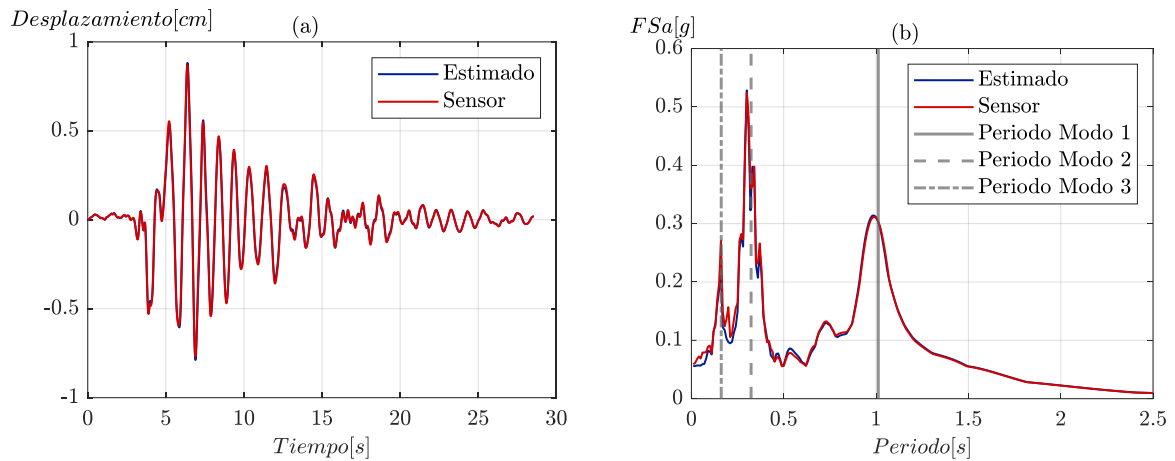 Desplazamiento[cm]
(a)
1
0.5
0
-0.5
-1
0
5
10
15
20
25
30
Tiempo[s]
Estimado
Sensor
FSa[g]
(b)
0.6
0.5
0.4
0.3
0.2
0.1
0
0
0.5
1
1.5
2
2.5
Periodo[s]
Estimado
Sensor
Periodo Modo 1
Periodo Modo 2
Periodo Modo 3